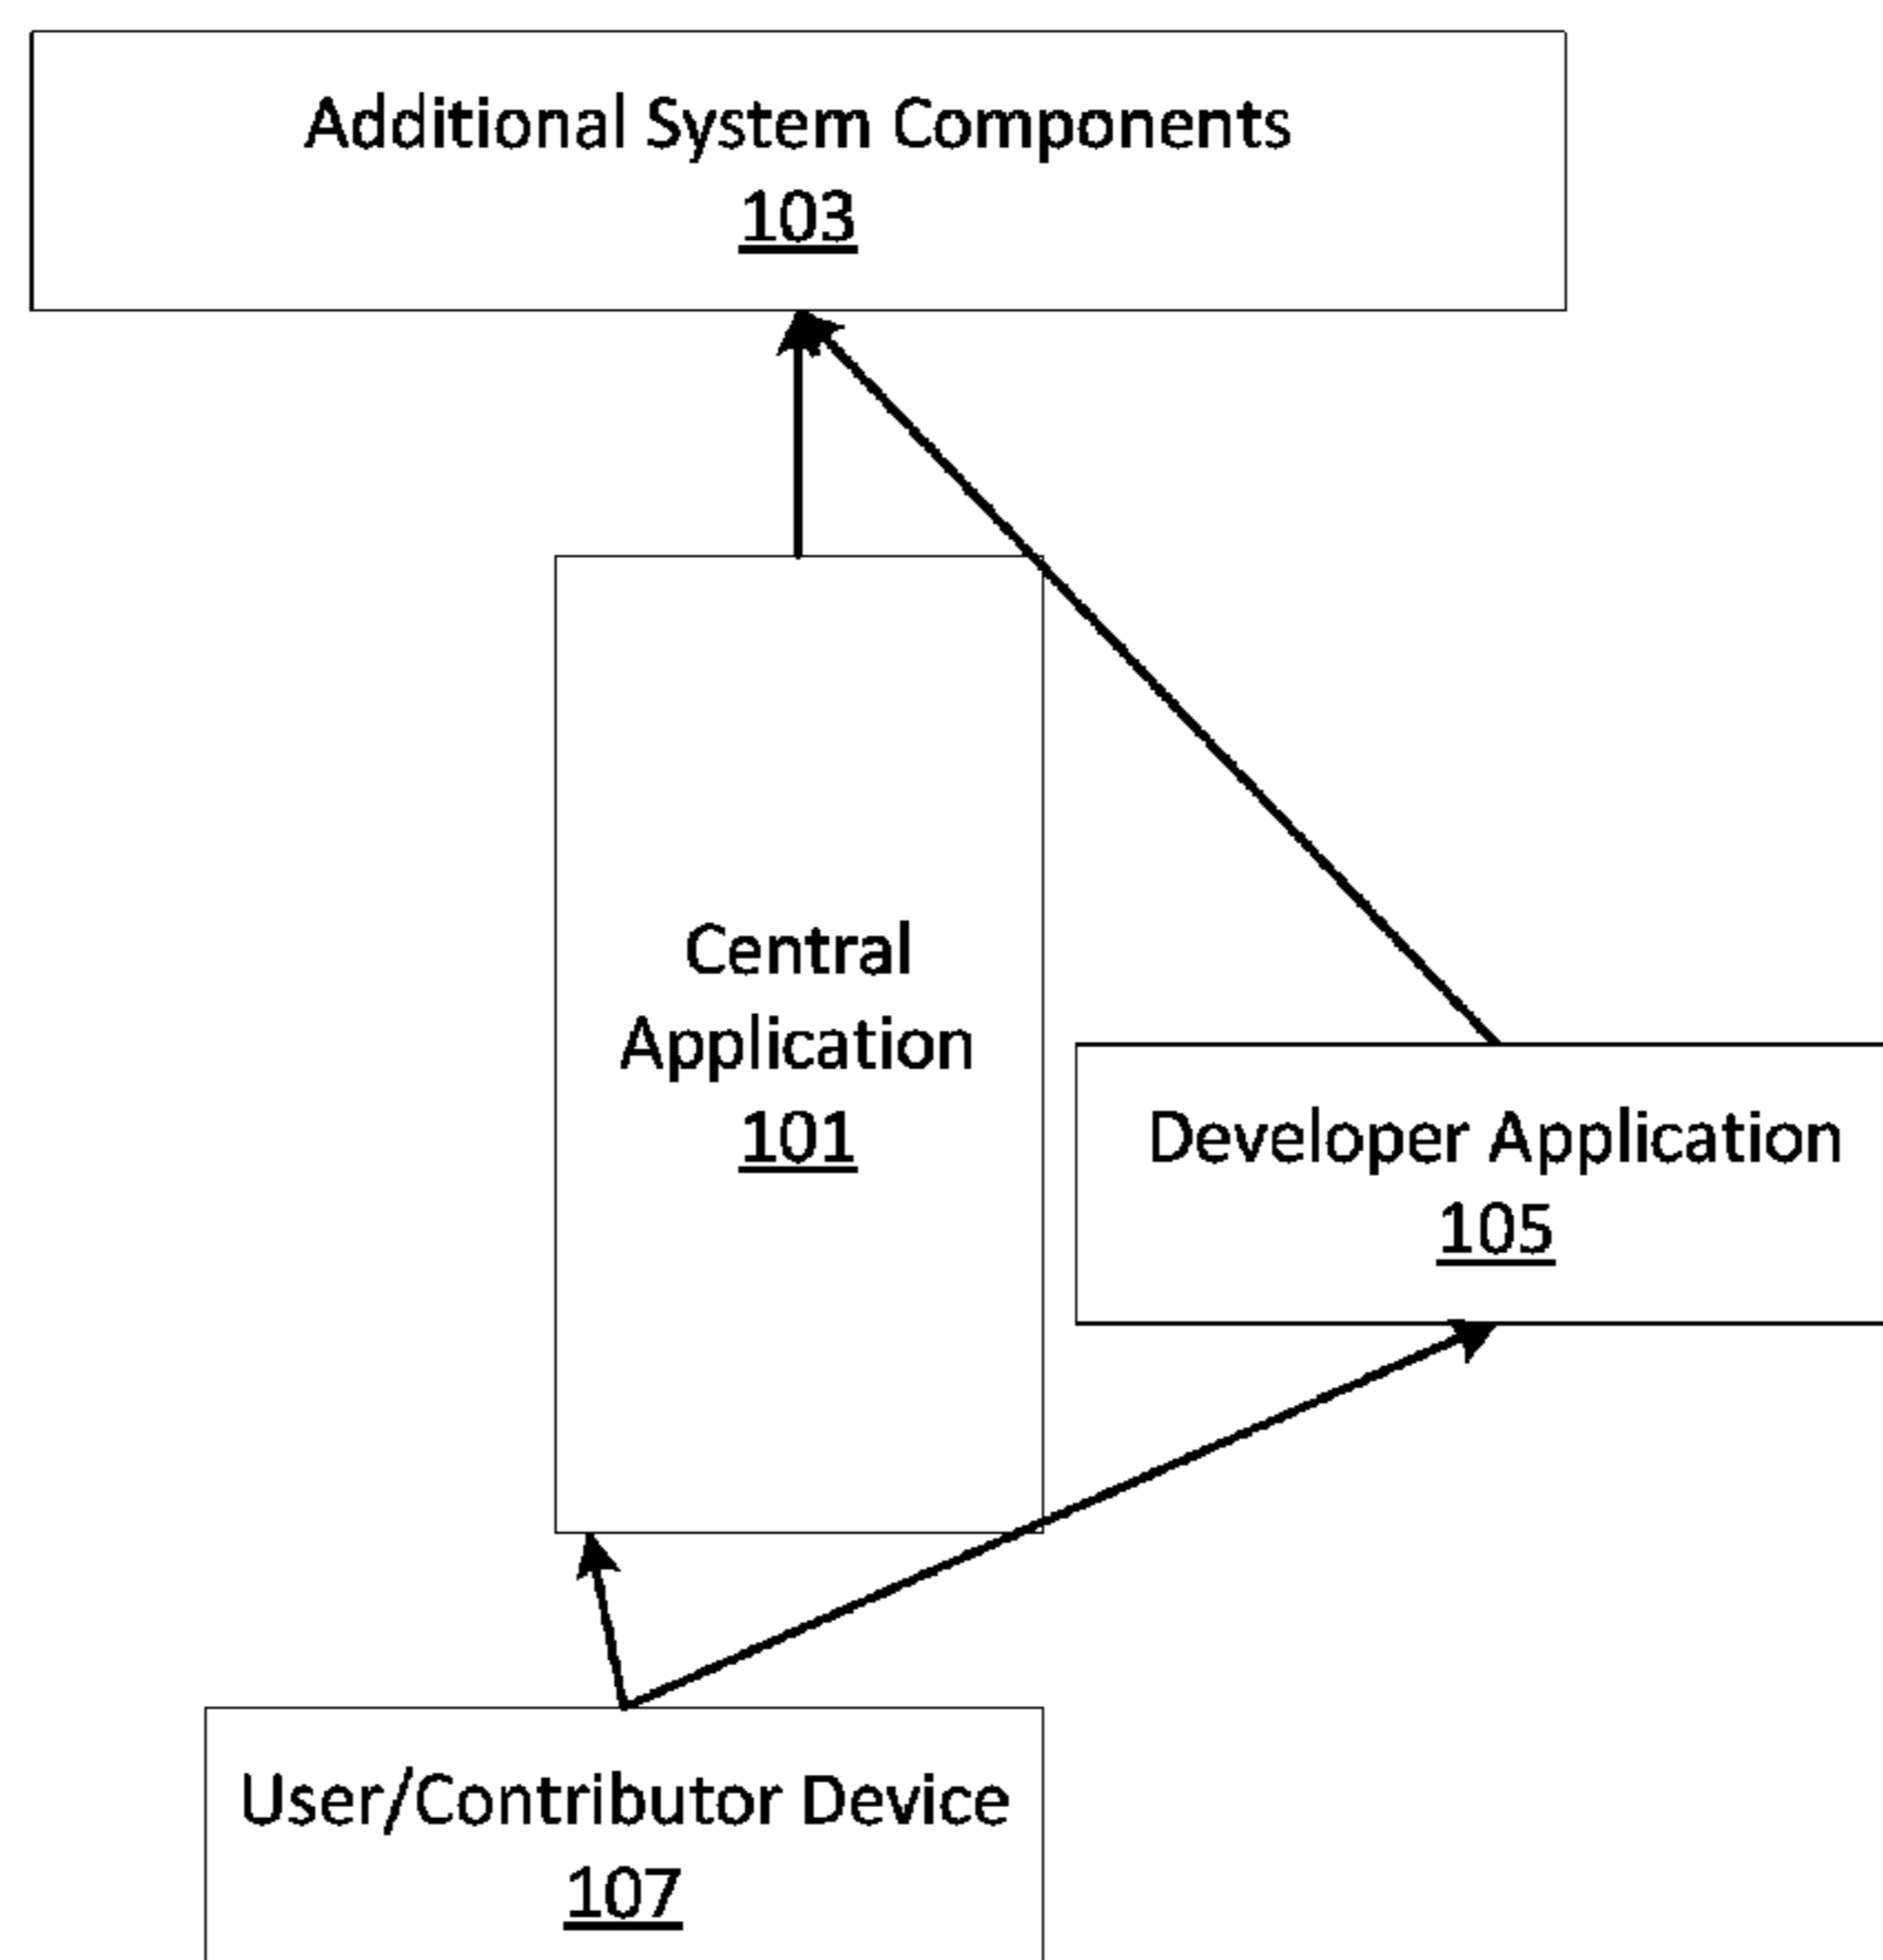 Additional System Components
103
Central
Application
101
Developer Application
105
User/Contributor Device
107